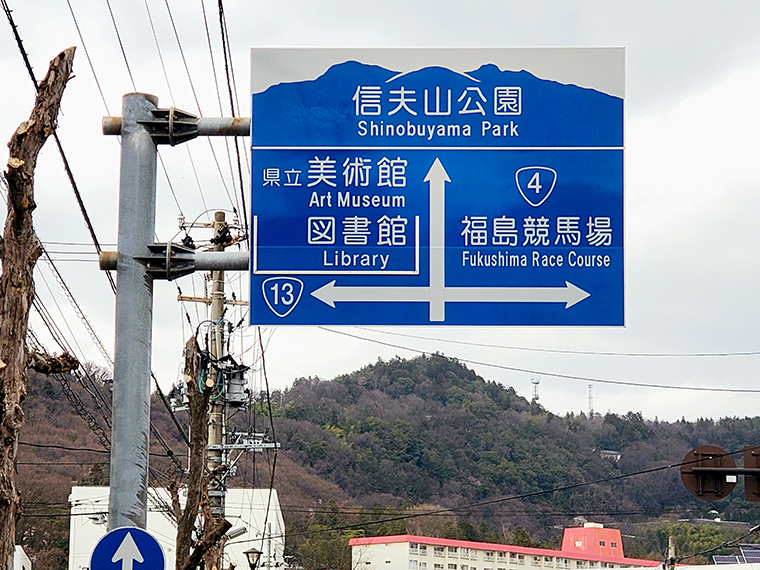 信夫山公園
Shinobuyama Park
県立美術館
Art Museum
図書館
Library
13
4
福島競馬場
Fukushima Race Course